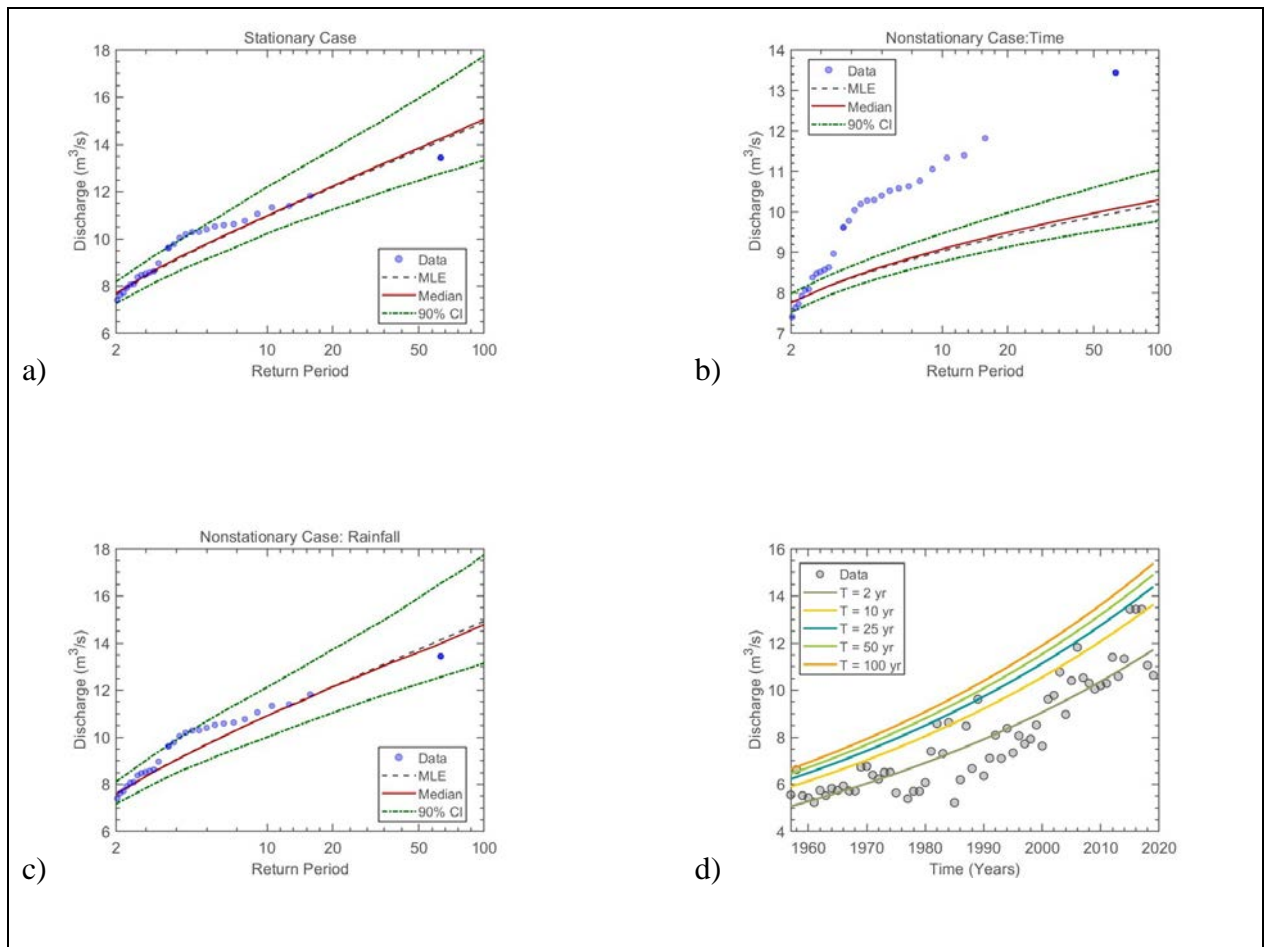 Stationary Case
18
16
14
12
10
8
6
Discharge (m³/s)
2
10
20
50
100
Return Period
Data
MLE
Median
90% CI
a)
Nonstationary Case:Time
14
13
12
11
10
9
8
7
Discharge (m³/s)
2
10
20
50
100
Return Period
Data
MLE
Median
90% CI
b)
Nonstationary Case: Rainfall
18
16
14
12
10
8
6
Discharge (m³/s)
2
10
20
50
100
Return Period
Data
MLE
Median
90% CI
c)
16
14
12
10
8
6
4
Discharge (m³/s)
1960
1970
1980
1990
2000
2010
2020
Time (Years)
Data
T = 2 yr
T = 10 yr
T = 25 yr
T = 50 yr
T = 100 yr
d)